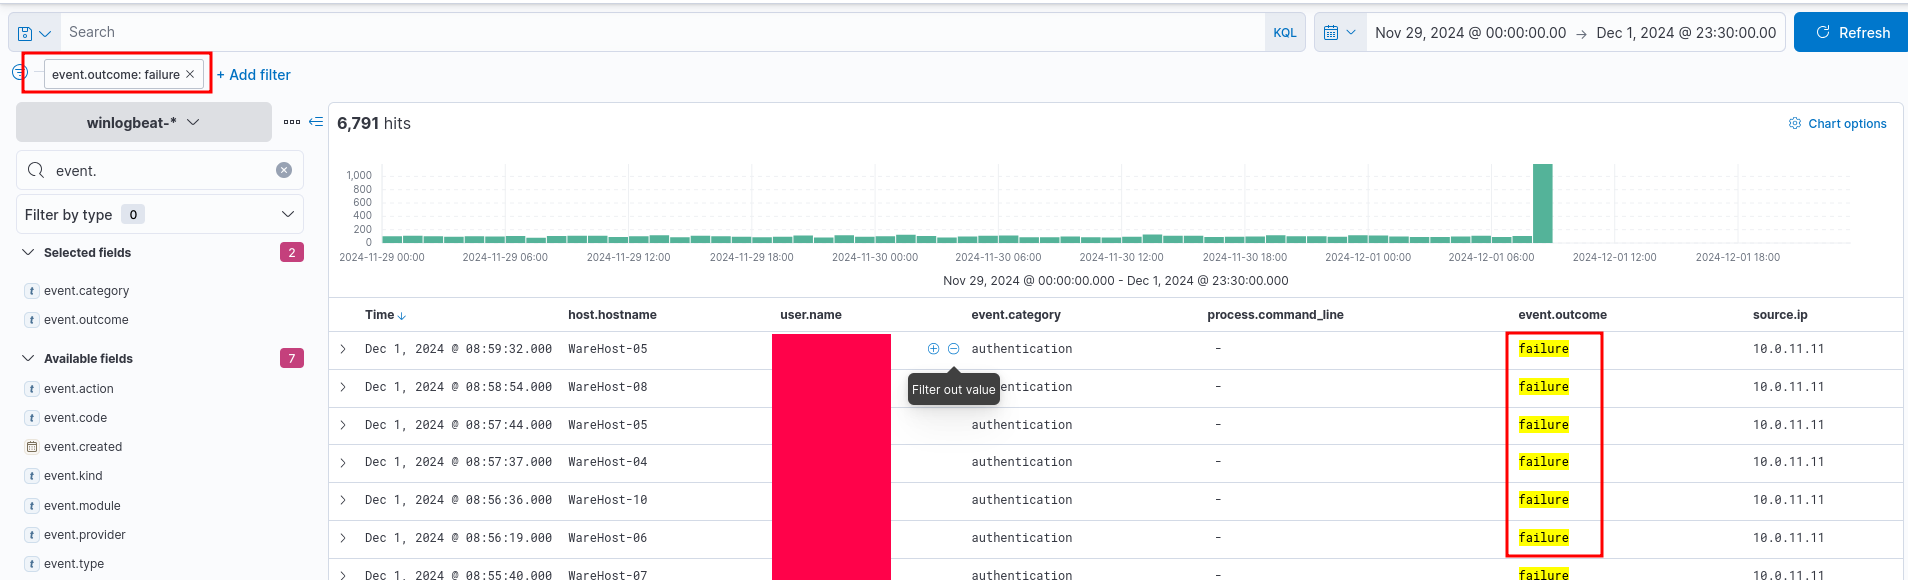 Search KQL Nov 29, 2024 @ 00:00:00.00 → Dec 1, 2024 @ 23:30:00.00 Refresh
event.outcome: failure × + Add filter
winlogbeat-*
event.
Filter by type 0
Selected fields 2
event.category
event.outcome
Available fields 7
event.action
event.code
event.created
event.kind
event.module
event.provider
event.type
6,791 hits Chart options
1,000
800
600
400
200
0
2024-11-29 00:00 2024-11-29 06:00 2024-11-29 12:00 2024-11-29 18:00 2024-11-30 00:00 2024-11-30 06:00 2024-11-30 12:00 2024-11-30 18:00 2024-12-01 00:00 2024-12-01 06:00 2024-12-01 12:00 2024-12-01 18:00
Nov 29, 2024 @ 00:00:00.000 - Dec 1, 2024 @ 23:30:00.000
Time ↓ host.hostname user.name event.category process.command_line event.outcome source.ip
Dec 1, 2024 @ 08:59:32.000 WareHost-05 authentication - failure 10.0.11.11
Filter out value
Dec 1, 2024 @ 08:58:54.000 WareHost-08 entication - failure 10.0.11.11
Dec 1, 2024 @ 08:57:44.000 WareHost-05 authentication - failure 10.0.11.11
Dec 1, 2024 @ 08:57:37.000 WareHost-04 authentication - failure 10.0.11.11
Dec 1, 2024 @ 08:56:36.000 WareHost-10 authentication - failure 10.0.11.11
Dec 1, 2024 @ 08:56:19.000 WareHost-06 authentication - failure 10.0.11.11
Dec 1, 2024 @ 08:55:40.000 WareHost-07 authentication - failure 10.0.11.11